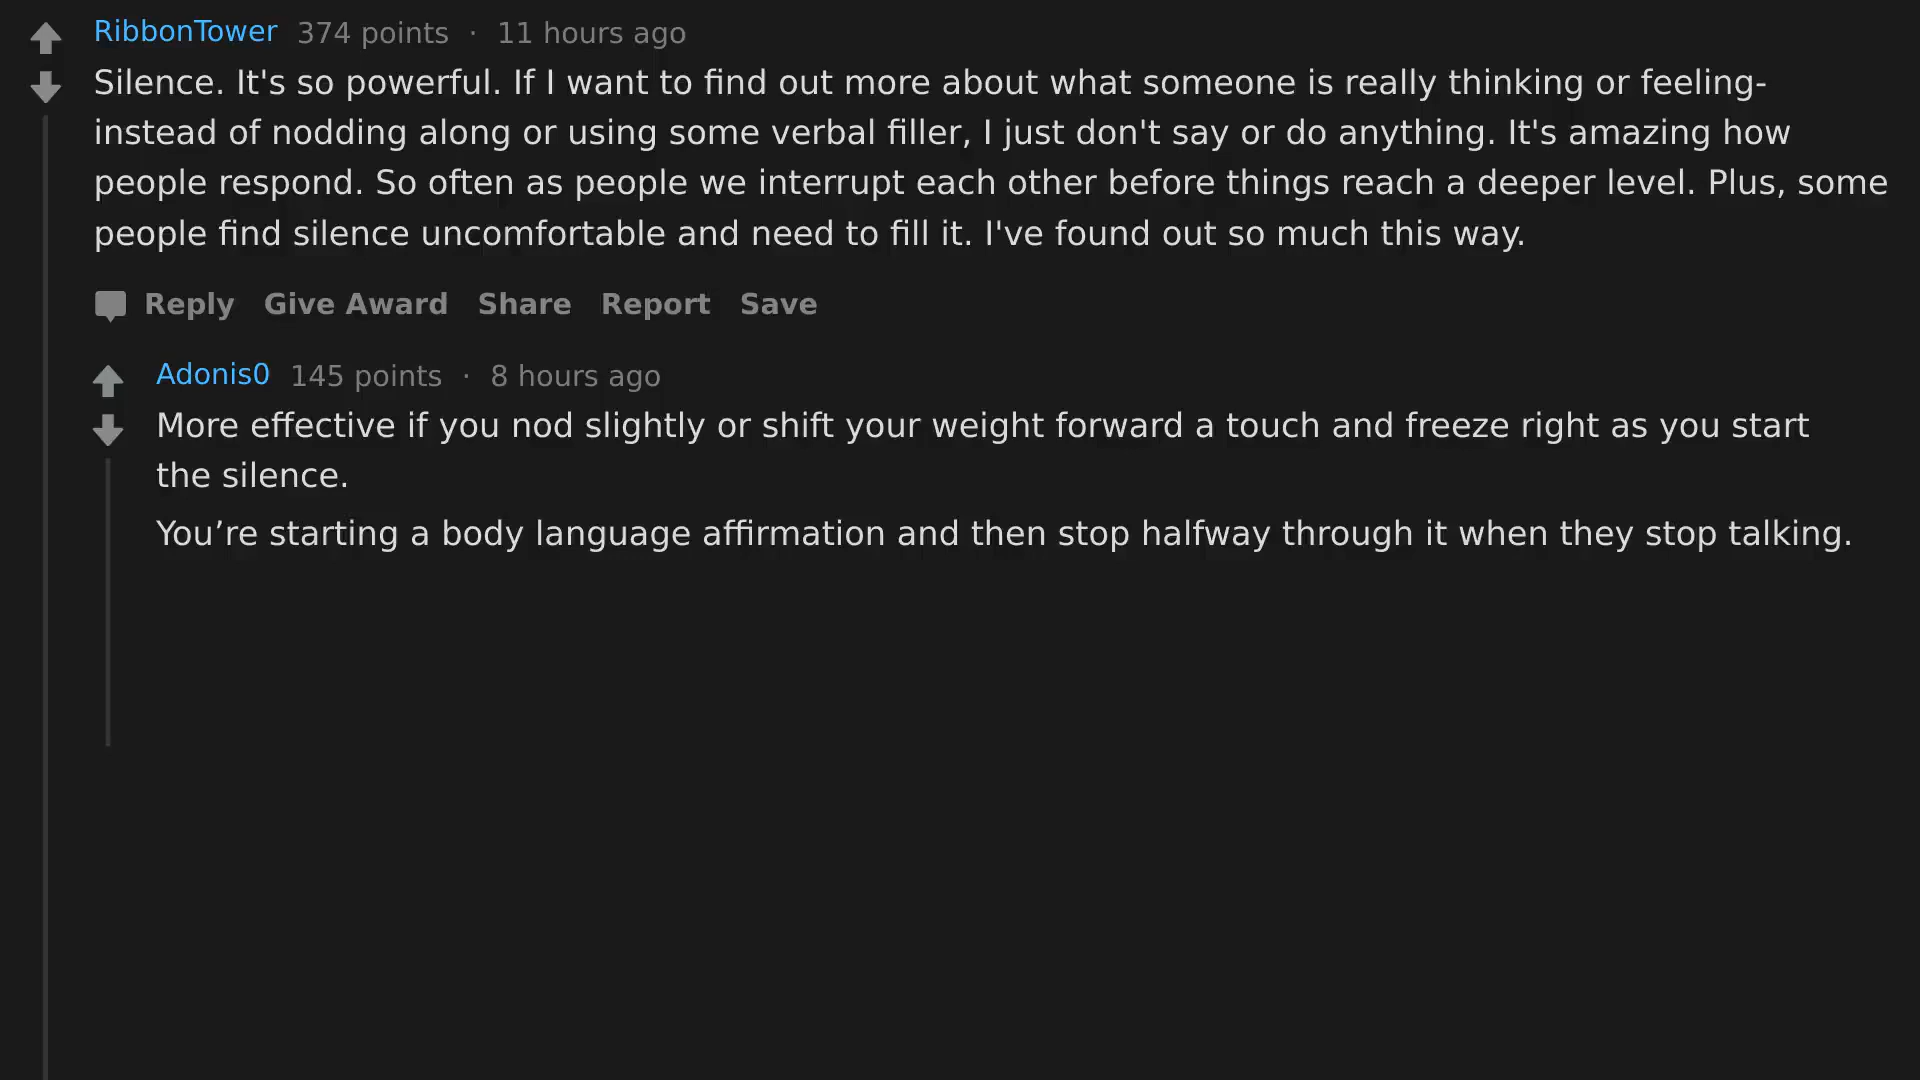 RibbonTower 374 points · 11 hours ago
Silence. It's so powerful. If I want to find out more about what someone is really thinking or feeling-
instead of nodding along or using some verbal filler, I just don't say or do anything. It's amazing how
people respond. So often as people we interrupt each other before things reach a deeper level. Plus, some
people find silence uncomfortable and need to fill it. I've found out so much this way.
Reply Give Award Share Report Save
Adonis0 145 points · 8 hours ago
More effective if you nod slightly or shift your weight forward a touch and freeze right as you start
the silence.
You’re starting a body language affirmation and then stop halfway through it when they stop talking.